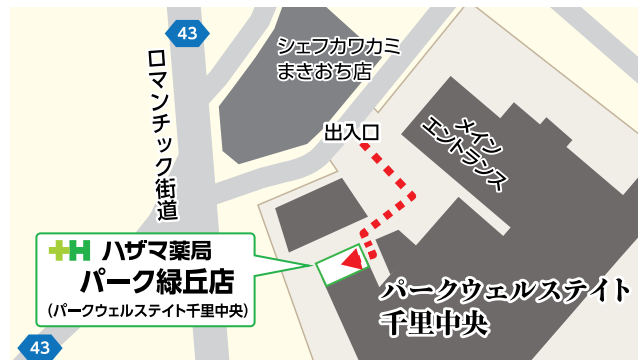 43
シェフカワカミ
まきおち店
ロマンチック街道
出入口
メイン
エントランス
ハザマ薬局
パーク緑丘店
(パークウェルステイト千里中央)
パークウェルステイト
千里中央
43